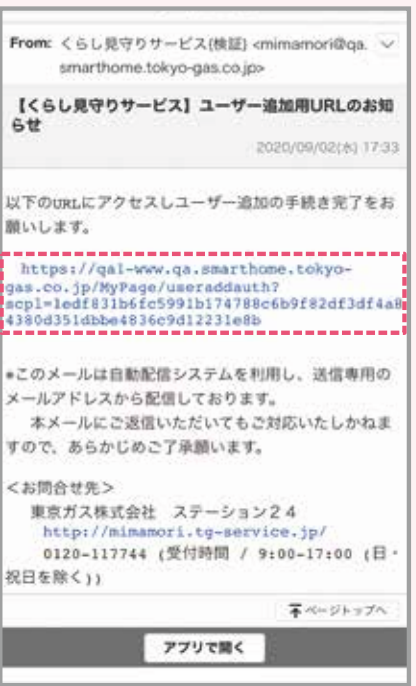 From: くらし見守りサービス(検証) <mimamori@qa.
smarthome.tokyo-gas.co.jp>
【くらし見守りサービス】ユーザー追加用URLのお知
らせ
2020/09/02(水) 17:33
以下のURLにアクセスしユーザー追加の手続き完了をお
願いします。
https://qa1-www.qa.smarthome.tokyo-
gas.co.jp/MyPage/useraddauth?
scpl=1edf831b6fc5991b174788c6b9f82df3df4a8
4380d351dbbe4836c9d12231e8b
*このメールは自動配信システムを利用し、送信専用の
メールアドレスから配信しております。
本メールにご返信いただいてもご対応いたしかねま
すので、あらかじめご了承願います。
<お問合せ先>
東京ガス株式会社 ステーション24
http://mimamori.tg-service.jp/
0120-117744 (受付時間 / 9:00-17:00 (日・
祝日を除く))
ページトップへ
アプリで開く